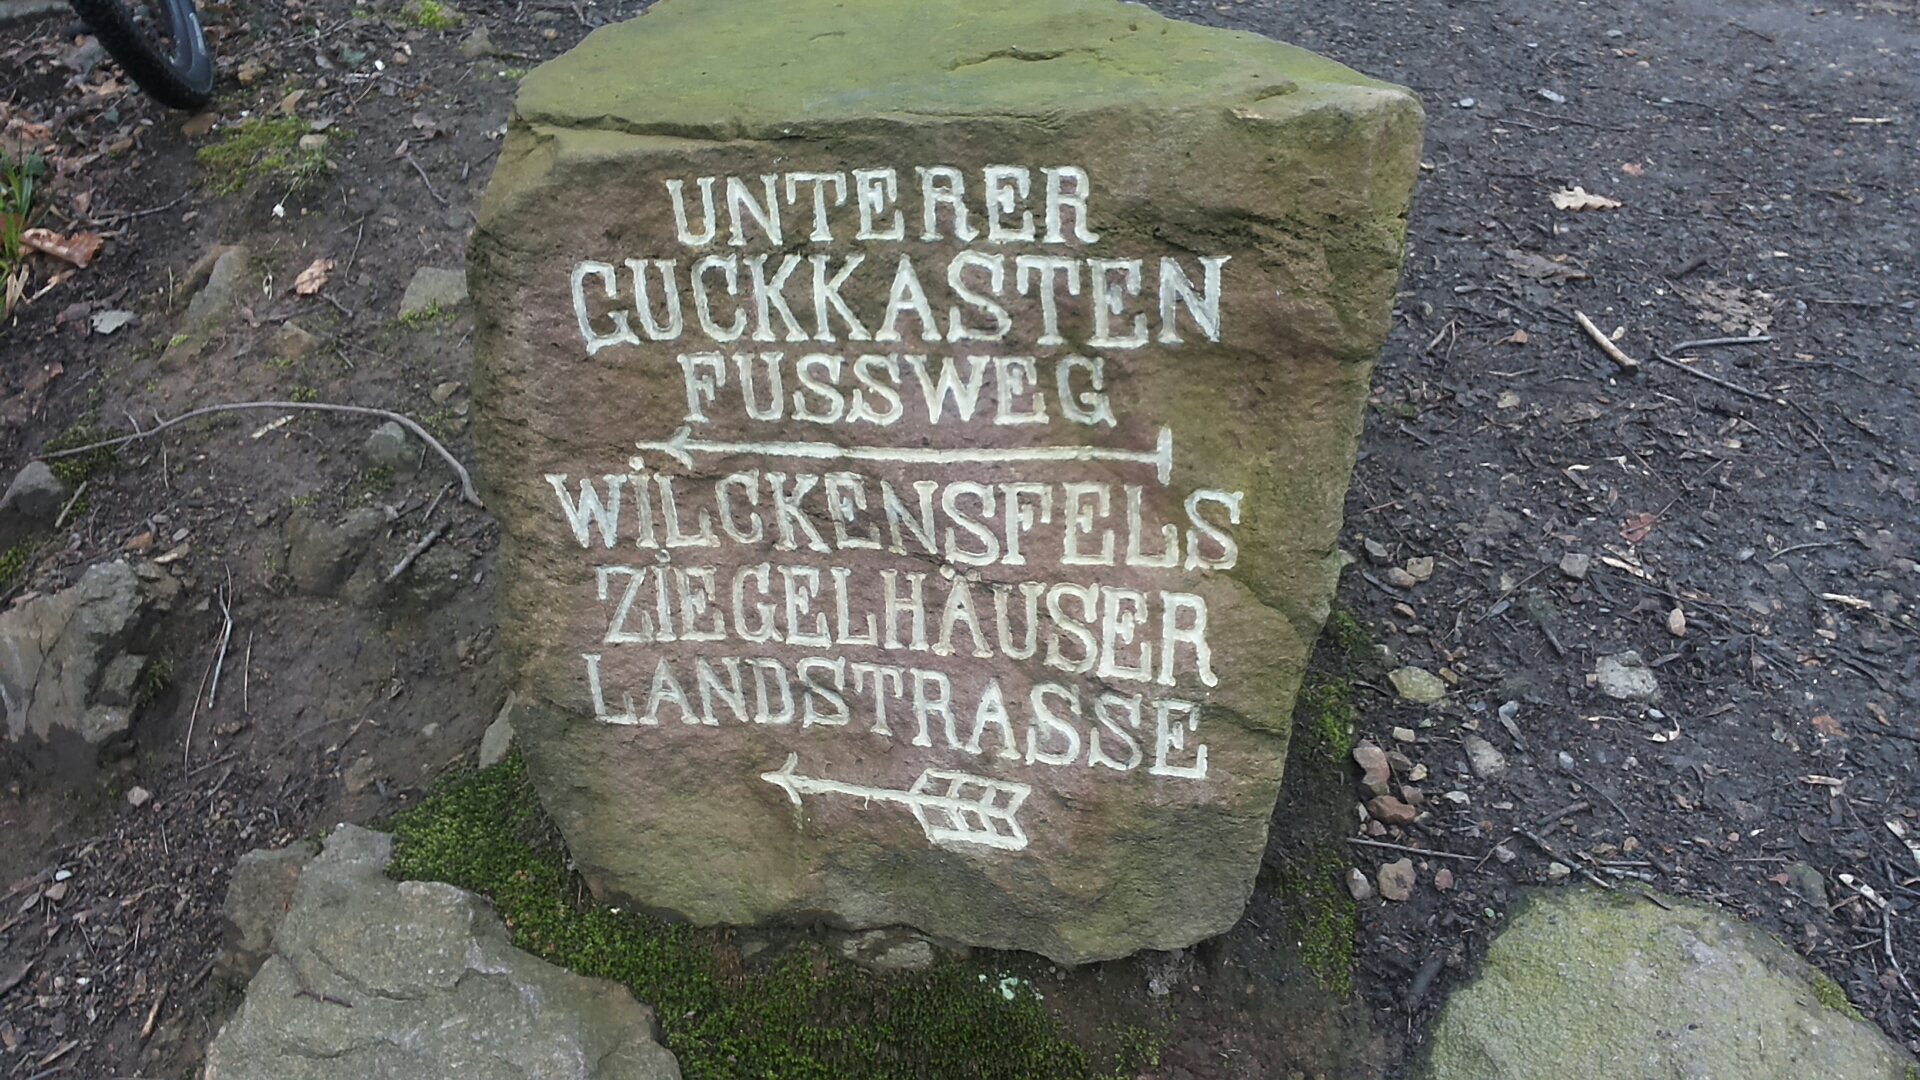 UNTERER
GUCKKASTEN
FUSSWEG
WILCKENSFELS
ZIEGELHÄUSER
LANDSTRASSE